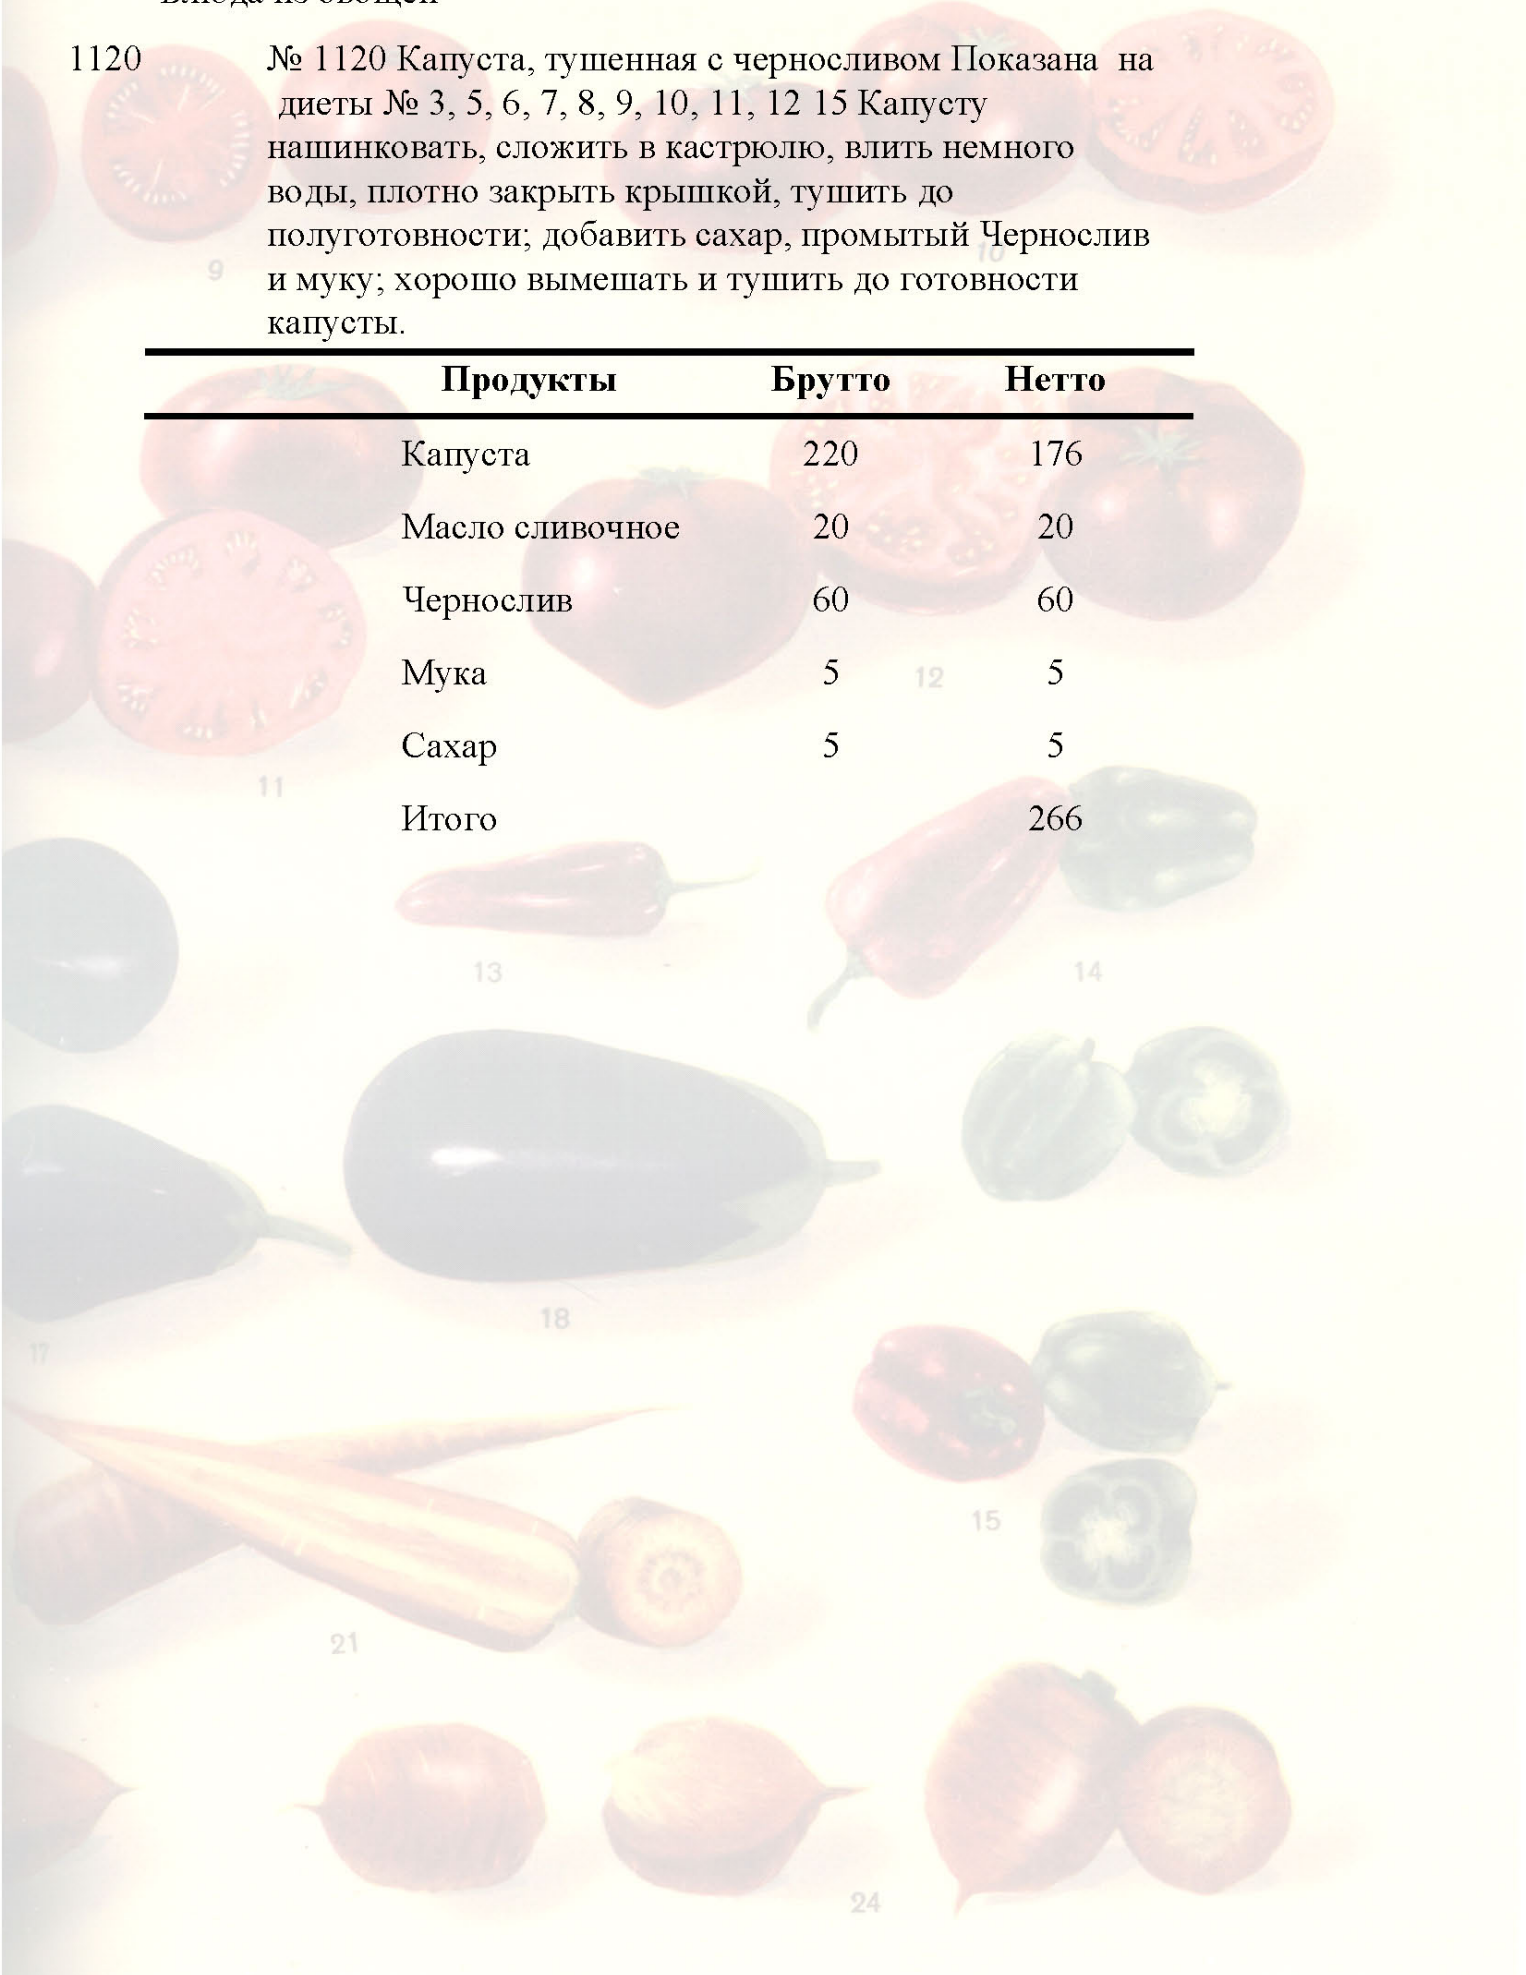 Блюда из овощей
1120 № 1120 Капуста, тушенная с черносливом Показана на
диеты № 3, 5, 6, 7, 8, 9, 10, 11, 12 15 Капусту
нашинковать, сложить в кастрюлю, влить немного
воды, плотно закрыть крышкой, тушить до
полуготовности; добавить сахар, промытый Чернослив
и муку; хорошо вымешать и тушить до готовности
капусты.
Продукты Брутто Нетто
Капуста 220 176
Масло сливочное 20 20
Чернослив 60 60
Мука 5 5
Сахар 5 5
Итого 266
9
10
12
11
13
14
18
17
15
21
24